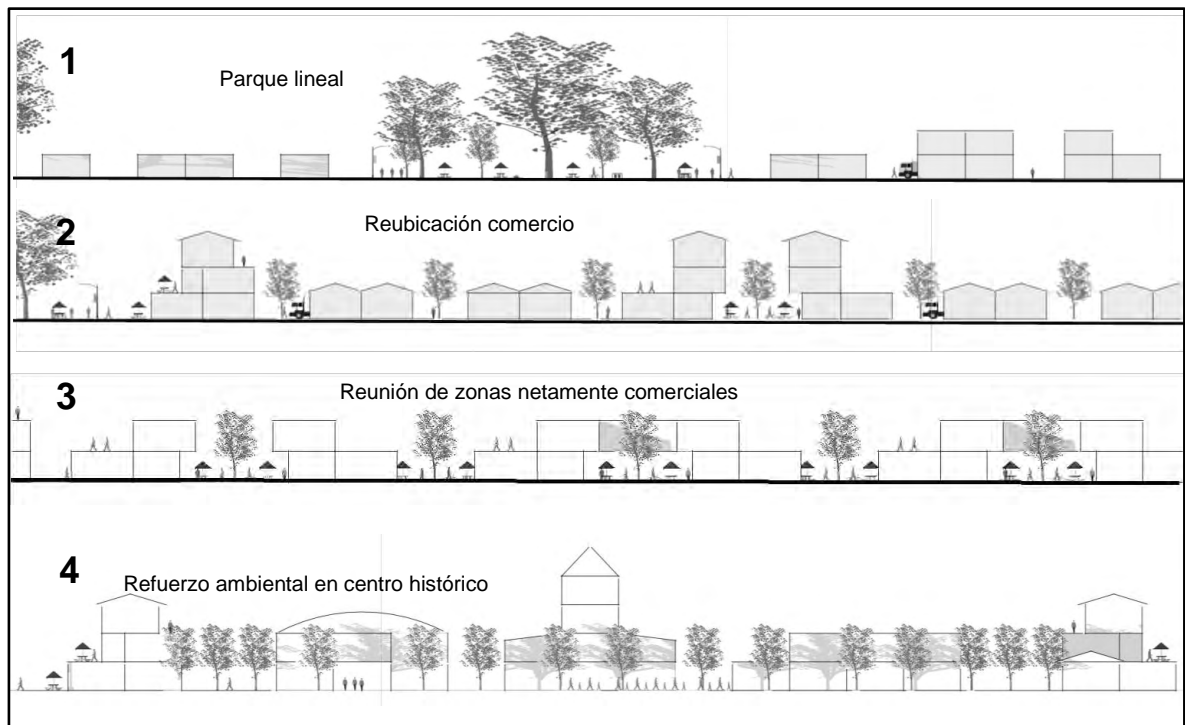 1
Parque lineal
2
Reubicación comercio
3
Reunión de zonas netamente comerciales
4
Refuerzo ambiental en centro histórico